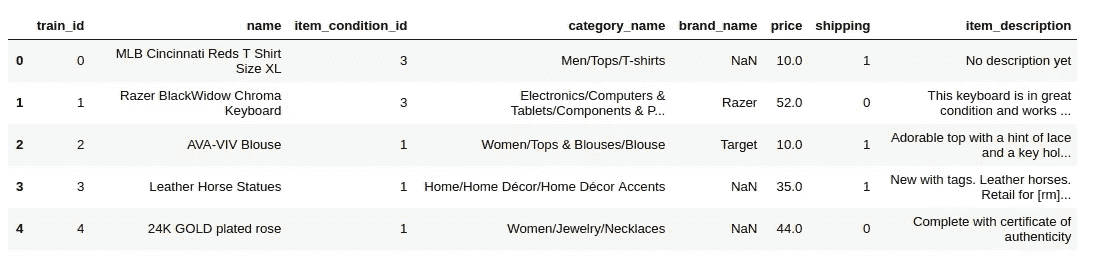 train_id name item_condition_id category_name brand_name price shipping item_description
0 0 MLB Cincinnati Reds T Shirt Size XL 3 Men/Tops/T-shirts NaN 10.0 1 No description yet
1 1 Razer BlackWidow Chroma Keyboard 3 Electronics/Computers & Tablets/Components & P... Razer 52.0 0 This keyboard is in great condition and works ...
2 2 AVA-VIV Blouse 1 Women/Tops & Blouses/Blouse Target 10.0 1 Adorable top with a hint of lace and a key hol...
3 3 Leather Horse Statues 1 Home/Home Décor/Home Décor Accents NaN 35.0 1 New with tags. Leather horses. Retail for [rm]...
4 4 24K GOLD plated rose 1 Women/Jewelry/Necklaces NaN 44.0 0 Complete with certificate of authenticity